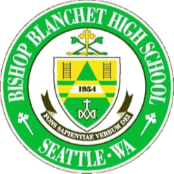 BISHOP BLANCHET HIGH SCHOOL
1954
FONS SAPIENTIAE VERBUM DEI
SEATTLE-WA